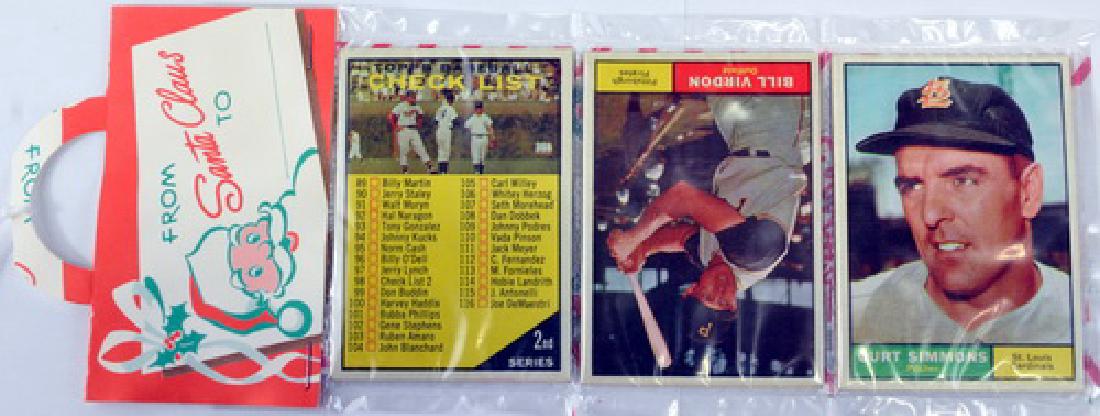 FROM
FROM
Santa Claus
TO
TOPPS BASEBALL
CHECK LIST
89 Billy Martin
90 Jerry Staley
91 Walt Moryn
92 Hal Naragon
93 Tony Gonzalez
94 Johnny Kucks
95 Norm Cash
96 Billy O'Dell
97 Jerry Lynch
98 Check List 2
99 Don Buddin
100 Harvey Haddix
101 Bubba Phillips
102 Gene Stephens
103 Ruben Amaro
104 John Blanchard
105 Carl Willey
106 Whitey Herzog
107 Seth Morehead
108 Dan Dobbek
109 Johnny Podres
110 Vada Pinson
111 Jack Meyer
112 C. Fernandez
113 M. Fornieles
114 Hobie Landrith
115 J. Antonelli
116 Joe DeMaestri
2nd
SERIES
BILL VIRDON
Outfield
Pittsburgh
Pirates
CURT SIMMONS
Pitcher
St. Louis
Cardinals